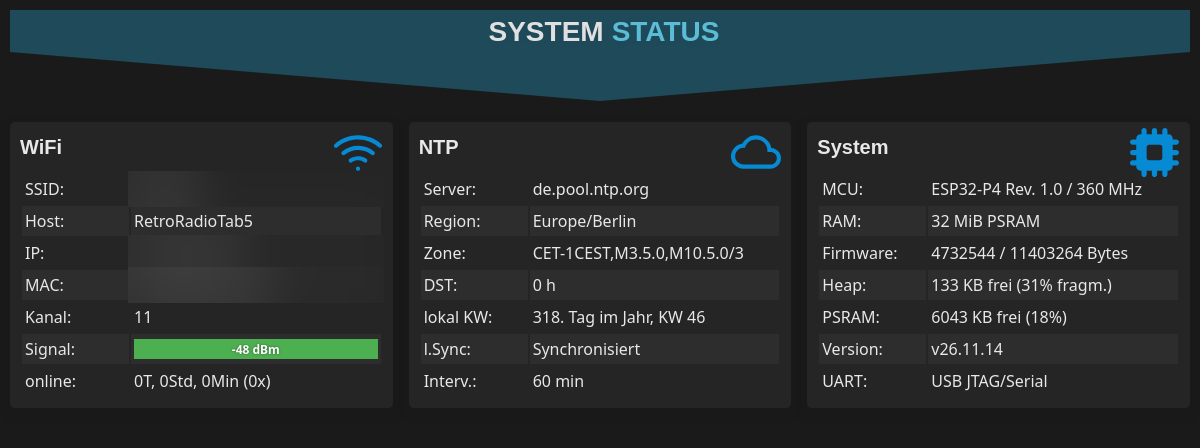 SYSTEM STATUS
WiFi
SSID:
Host: RetroRadioTab5
IP:
MAC:
Kanal: 11
Signal: -48 dBm
online: 0T, 0Std, 0Min (0x)
NTP
Server: de.pool.ntp.org
Region: Europe/Berlin
Zone: CET-1CEST,M3.5.0,M10.5.0/3
DST: 0 h
lokal KW: 318. Tag im Jahr, KW 46
l.Sync: Synchronisiert
Interv.: 60 min
System
MCU: ESP32-P4 Rev. 1.0 / 360 MHz
RAM: 32 MiB PSRAM
Firmware: 4732544 / 11403264 Bytes
Heap: 133 KB frei (31% fragm.)
PSRAM: 6043 KB frei (18%)
Version: v26.11.14
UART: USB JTAG/Serial